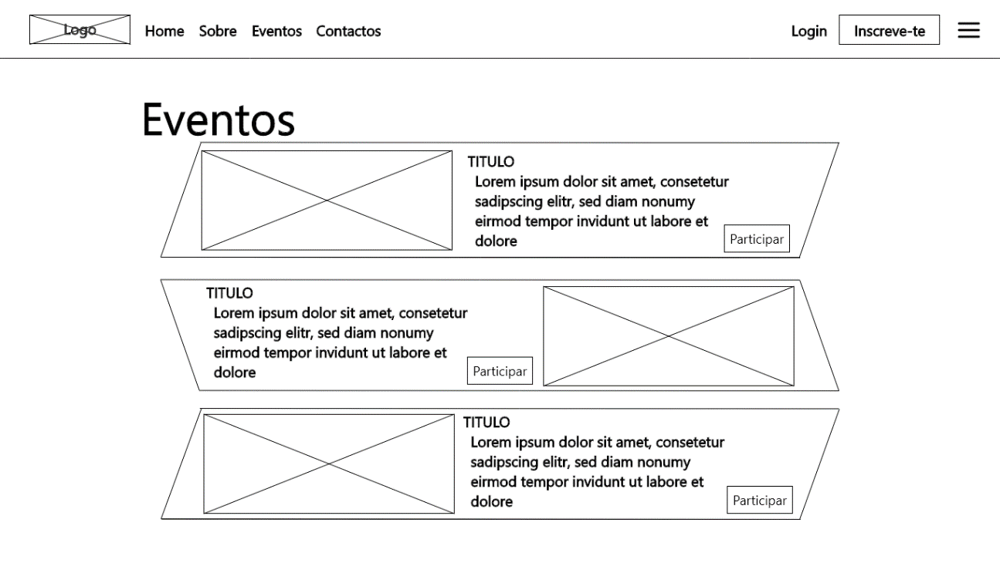 Logo Home Sobre Eventos Contactos Login Inscreve-te
Eventos
TITULO
Lorem ipsum dolor sit amet, consetetur
sadipscing elitr, sed diam nonumy
eirmod tempor invidunt ut labore et
dolore
Participar
TITULO
Lorem ipsum dolor sit amet, consetetur
sadipscing elitr, sed diam nonumy
eirmod tempor invidunt ut labore et
dolore
Participar
TITULO
Lorem ipsum dolor sit amet, consetetur
sadipscing elitr, sed diam nonumy
eirmod tempor invidunt ut labore et
dolore
Participar